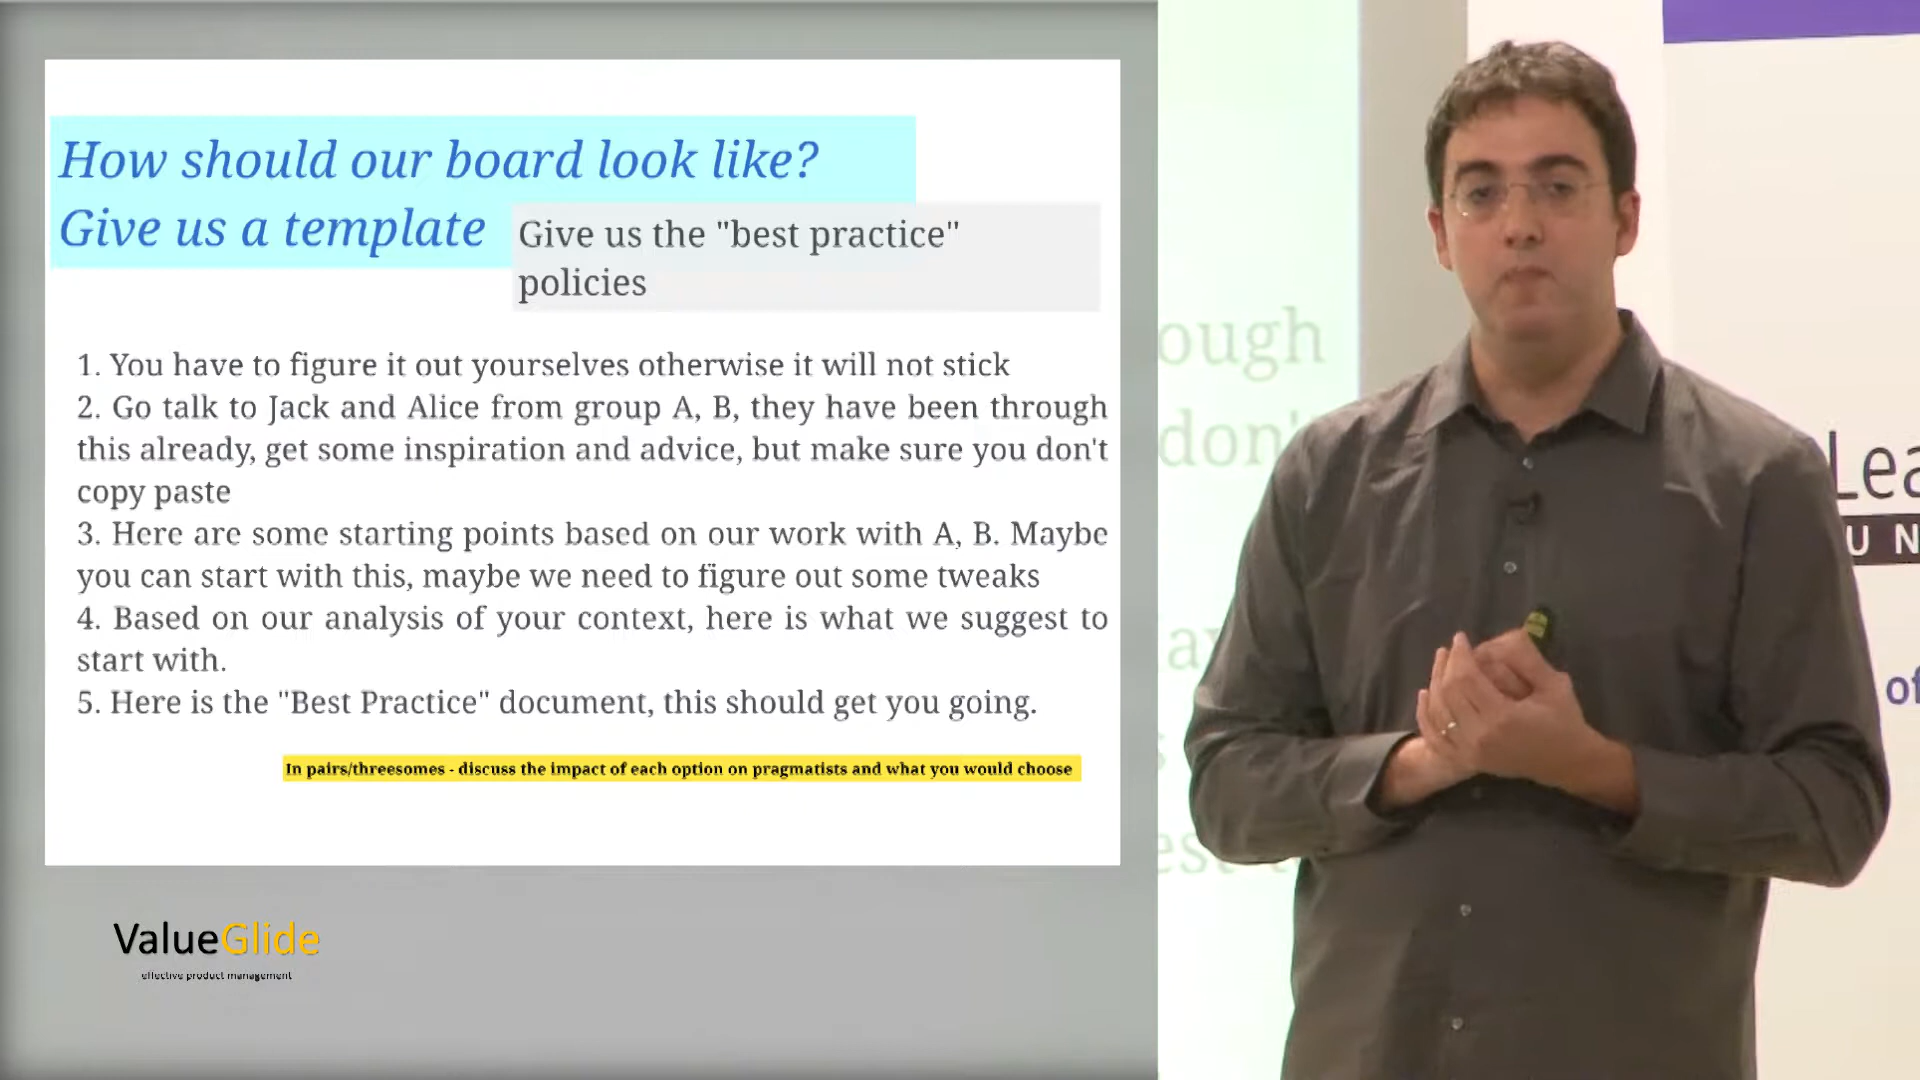 How should our board look like?
Give us a template
Give us the "best practice"
policies
1. You have to figure it out yourselves otherwise it will not stick
2. Go talk to Jack and Alice from group A, B, they have been through
this already, get some inspiration and advice, but make sure you don't
copy paste
3. Here are some starting points based on our work with A, B. Maybe
you can start with this, maybe we need to figure out some tweaks
4. Based on our analysis of your context, here is what we suggest to
start with.
5. Here is the "Best Practice" document, this should get you going.
In pairs/threesomes - discuss the impact of each option on pragmatists and what you would choose
ValueGlide
effective product management
ough
don't
Lea
U N
of